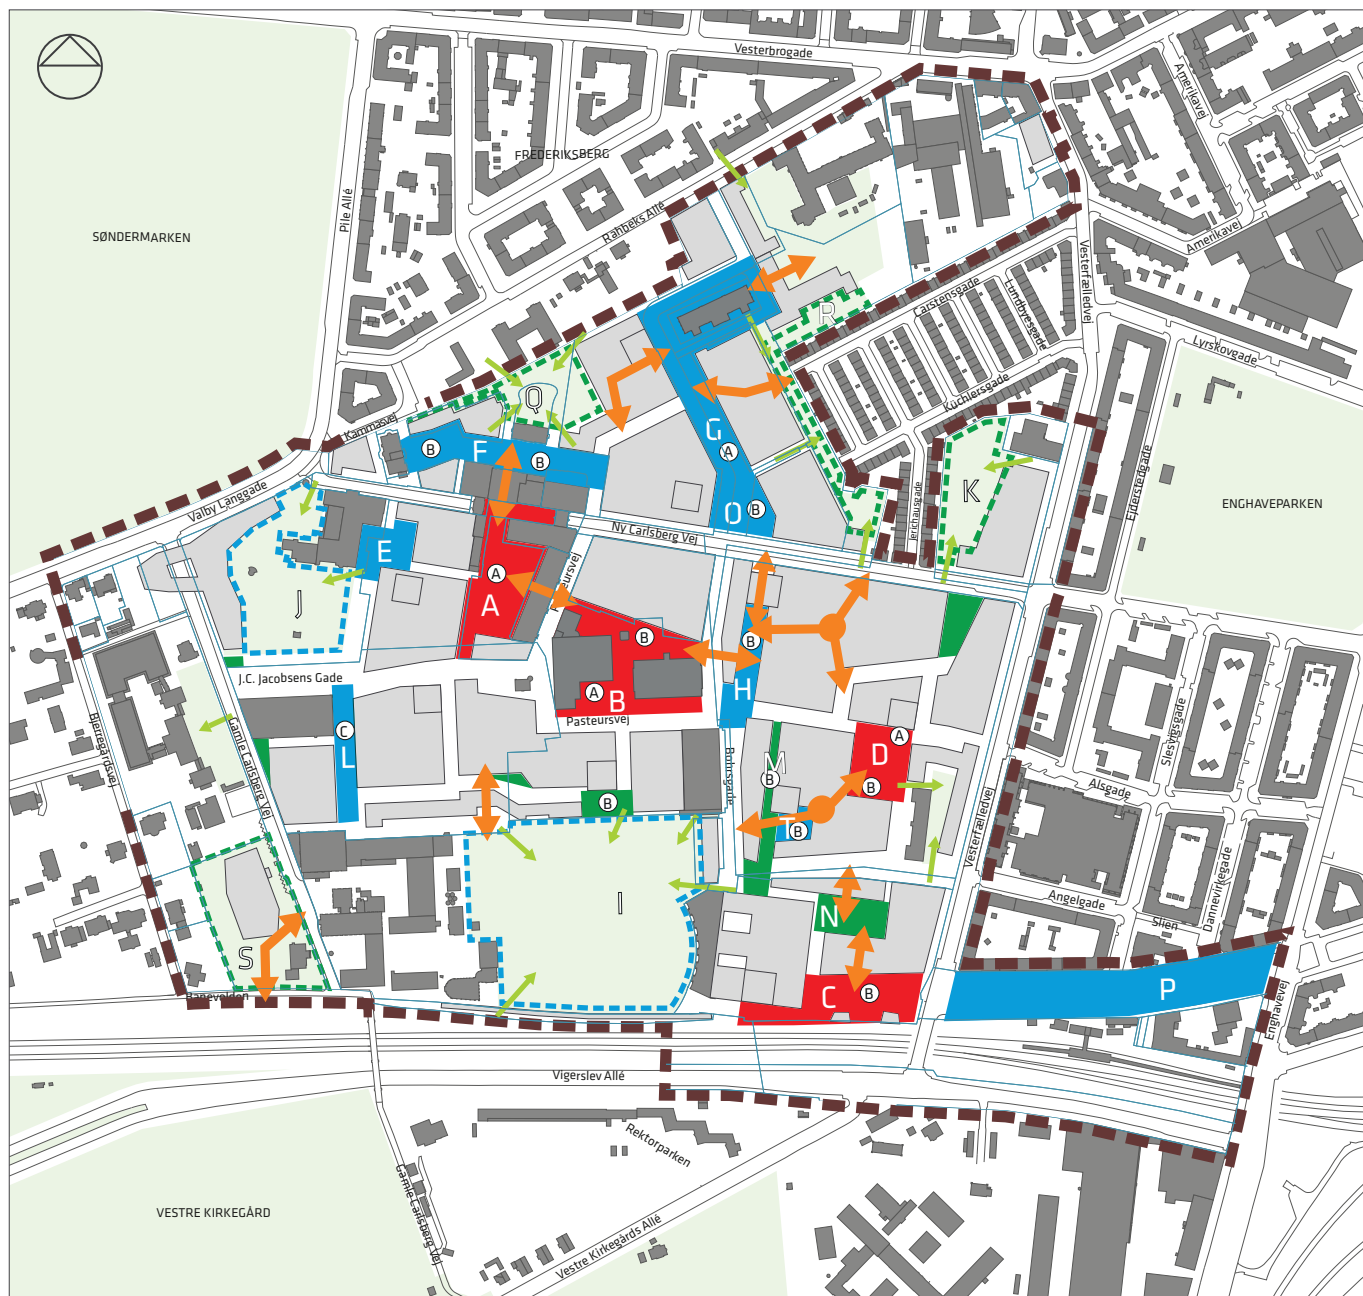 Vesterbrogade
Amerikavej
FREDERIKSBERG
Pile Allé
SØNDERMARKEN
Rahbeks Allé
Amerikavej
Vesterfælledvej
R
Carstensgade
Lundbyesgade
Lyrskovgade
Küchlersgade
Q
Kammasvej
B
F
B
G
A
K
Ejderstedgade
ENGHAVEPARKEN
Valby Langgade
O
B
Jerichausgade
Ny Carlsberg Vej
E
A
A
J
B
B
J.C. Jacobsens Gade
A
B
H
Pasteursvej
Bjerregårdsvej
Gamle Carlsberg Vej
C
L
Bohrsgade
M
B
D
A
B
Slesvigsgade
Alsgade
B
T
B
Vesterfælledvej
Dannevirkegade
Angelgade
Slien
I
N
S
Banevolden
C
B
P
Enghavevej
Vigerslev Allé
Rektorparken
Gamle Carlsberg Vej
VESTRE KIRKEGÅRD
Vestre Kirkegårds Allé